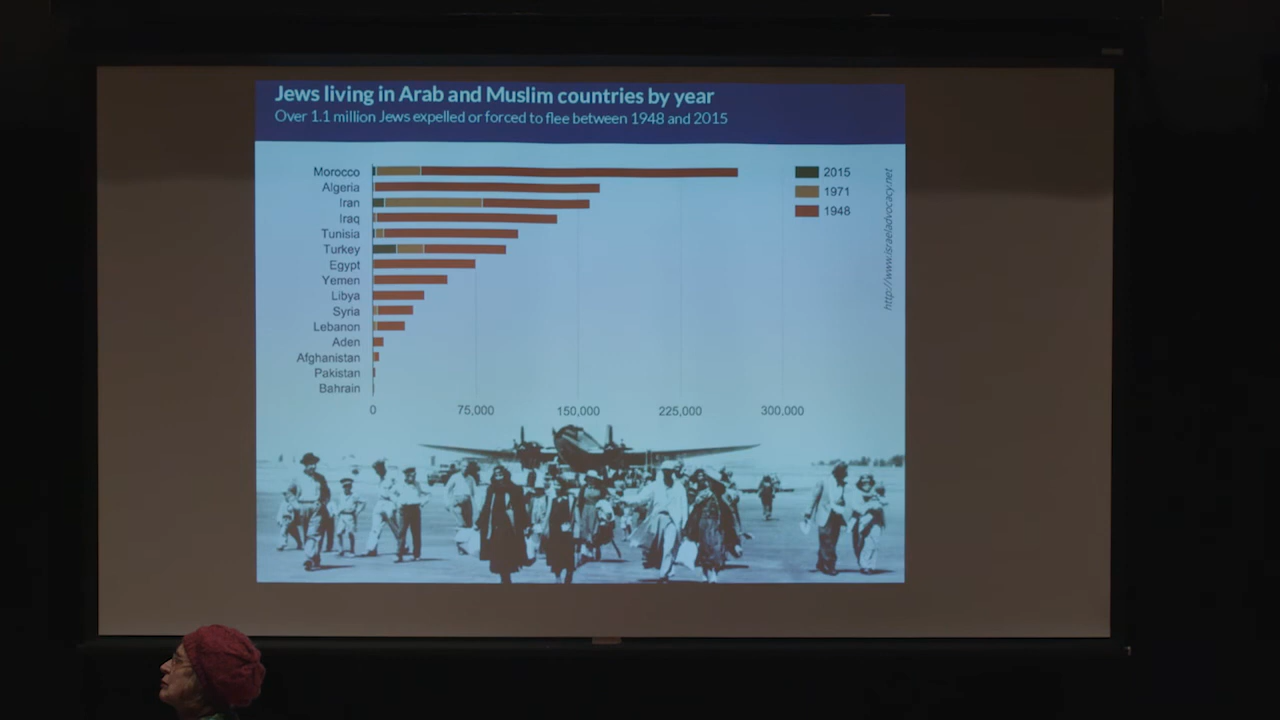 Jews living in Arab and Muslim countries by year
Over 1.1 million Jews expelled or forced to flee between 1948 and 2015
Morocco
Algeria
Iran
Iraq
Tunisia
Turkey
Egypt
Yemen
Libya
Syria
Lebanon
Aden
Afghanistan
Pakistan
Bahrain
0 75,000 150,000 225,000 300,000
2015
1971
1948
http://www.israeladvocacy.net